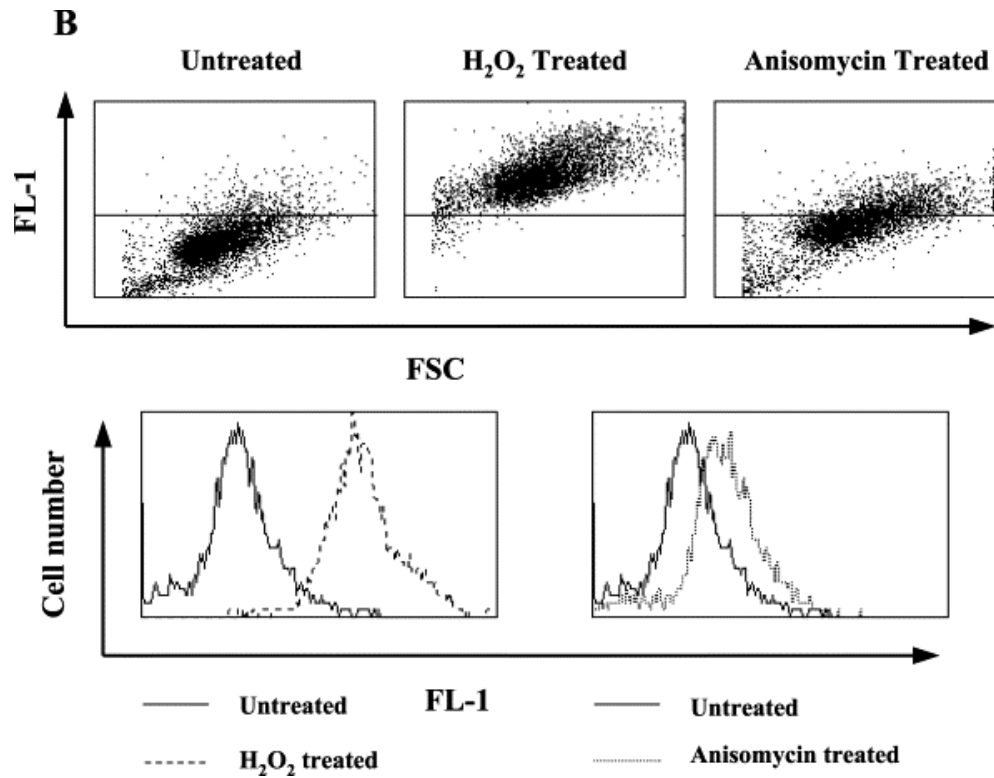 B
Untreated
H₂O₂ Treated
Anisomycin Treated
FL-1
FSC
Cell number
FL-1
Untreated
H₂O₂ treated
Untreated
Anisomycin treated